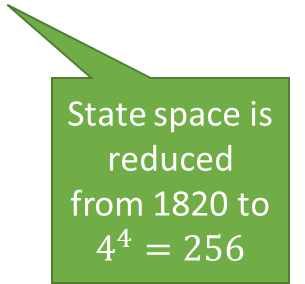 State space is
reduced
from 1820 to
4⁴ = 256